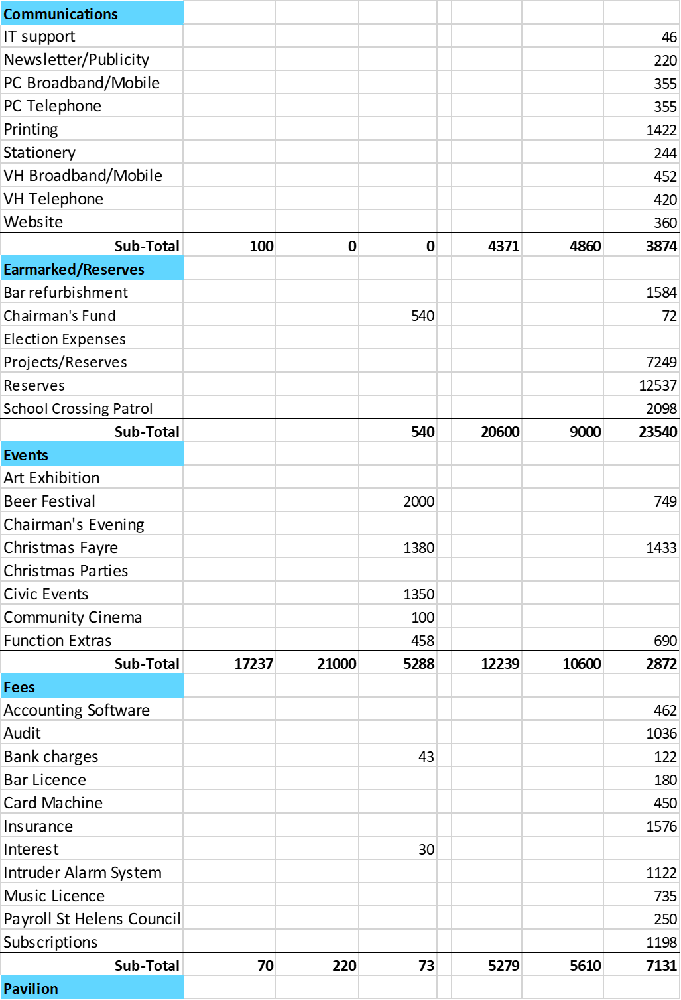 Communications
IT support 46
Newsletter/Publicity 220
PC Broadband/Mobile 355
PC Telephone 355
Printing 1422
Stationery 244
VH Broadband/Mobile 452
VH Telephone 420
Website 360
Sub-Total 100 0 0 4371 4860 3874
Earmarked/Reserves
Bar refurbishment 1584
Chairman's Fund 540 72
Election Expenses
Projects/Reserves 7249
Reserves 12537
School Crossing Patrol 2098
Sub-Total 540 20600 9000 23540
Events
Art Exhibition
Beer Festival 2000 749
Chairman's Evening
Christmas Fayre 1380 1433
Christmas Parties
Civic Events 1350
Community Cinema 100
Function Extras 458 690
Sub-Total 17237 21000 5288 12239 10600 2872
Fees
Accounting Software 462
Audit 1036
Bank charges 43 122
Bar Licence 180
Card Machine 450
Insurance 1576
Interest 30
Intruder Alarm System 1122
Music Licence 735
Payroll St Helens Council 250
Subscriptions 1198
Sub-Total 70 220 73 5279 5610 7131
Pavilion